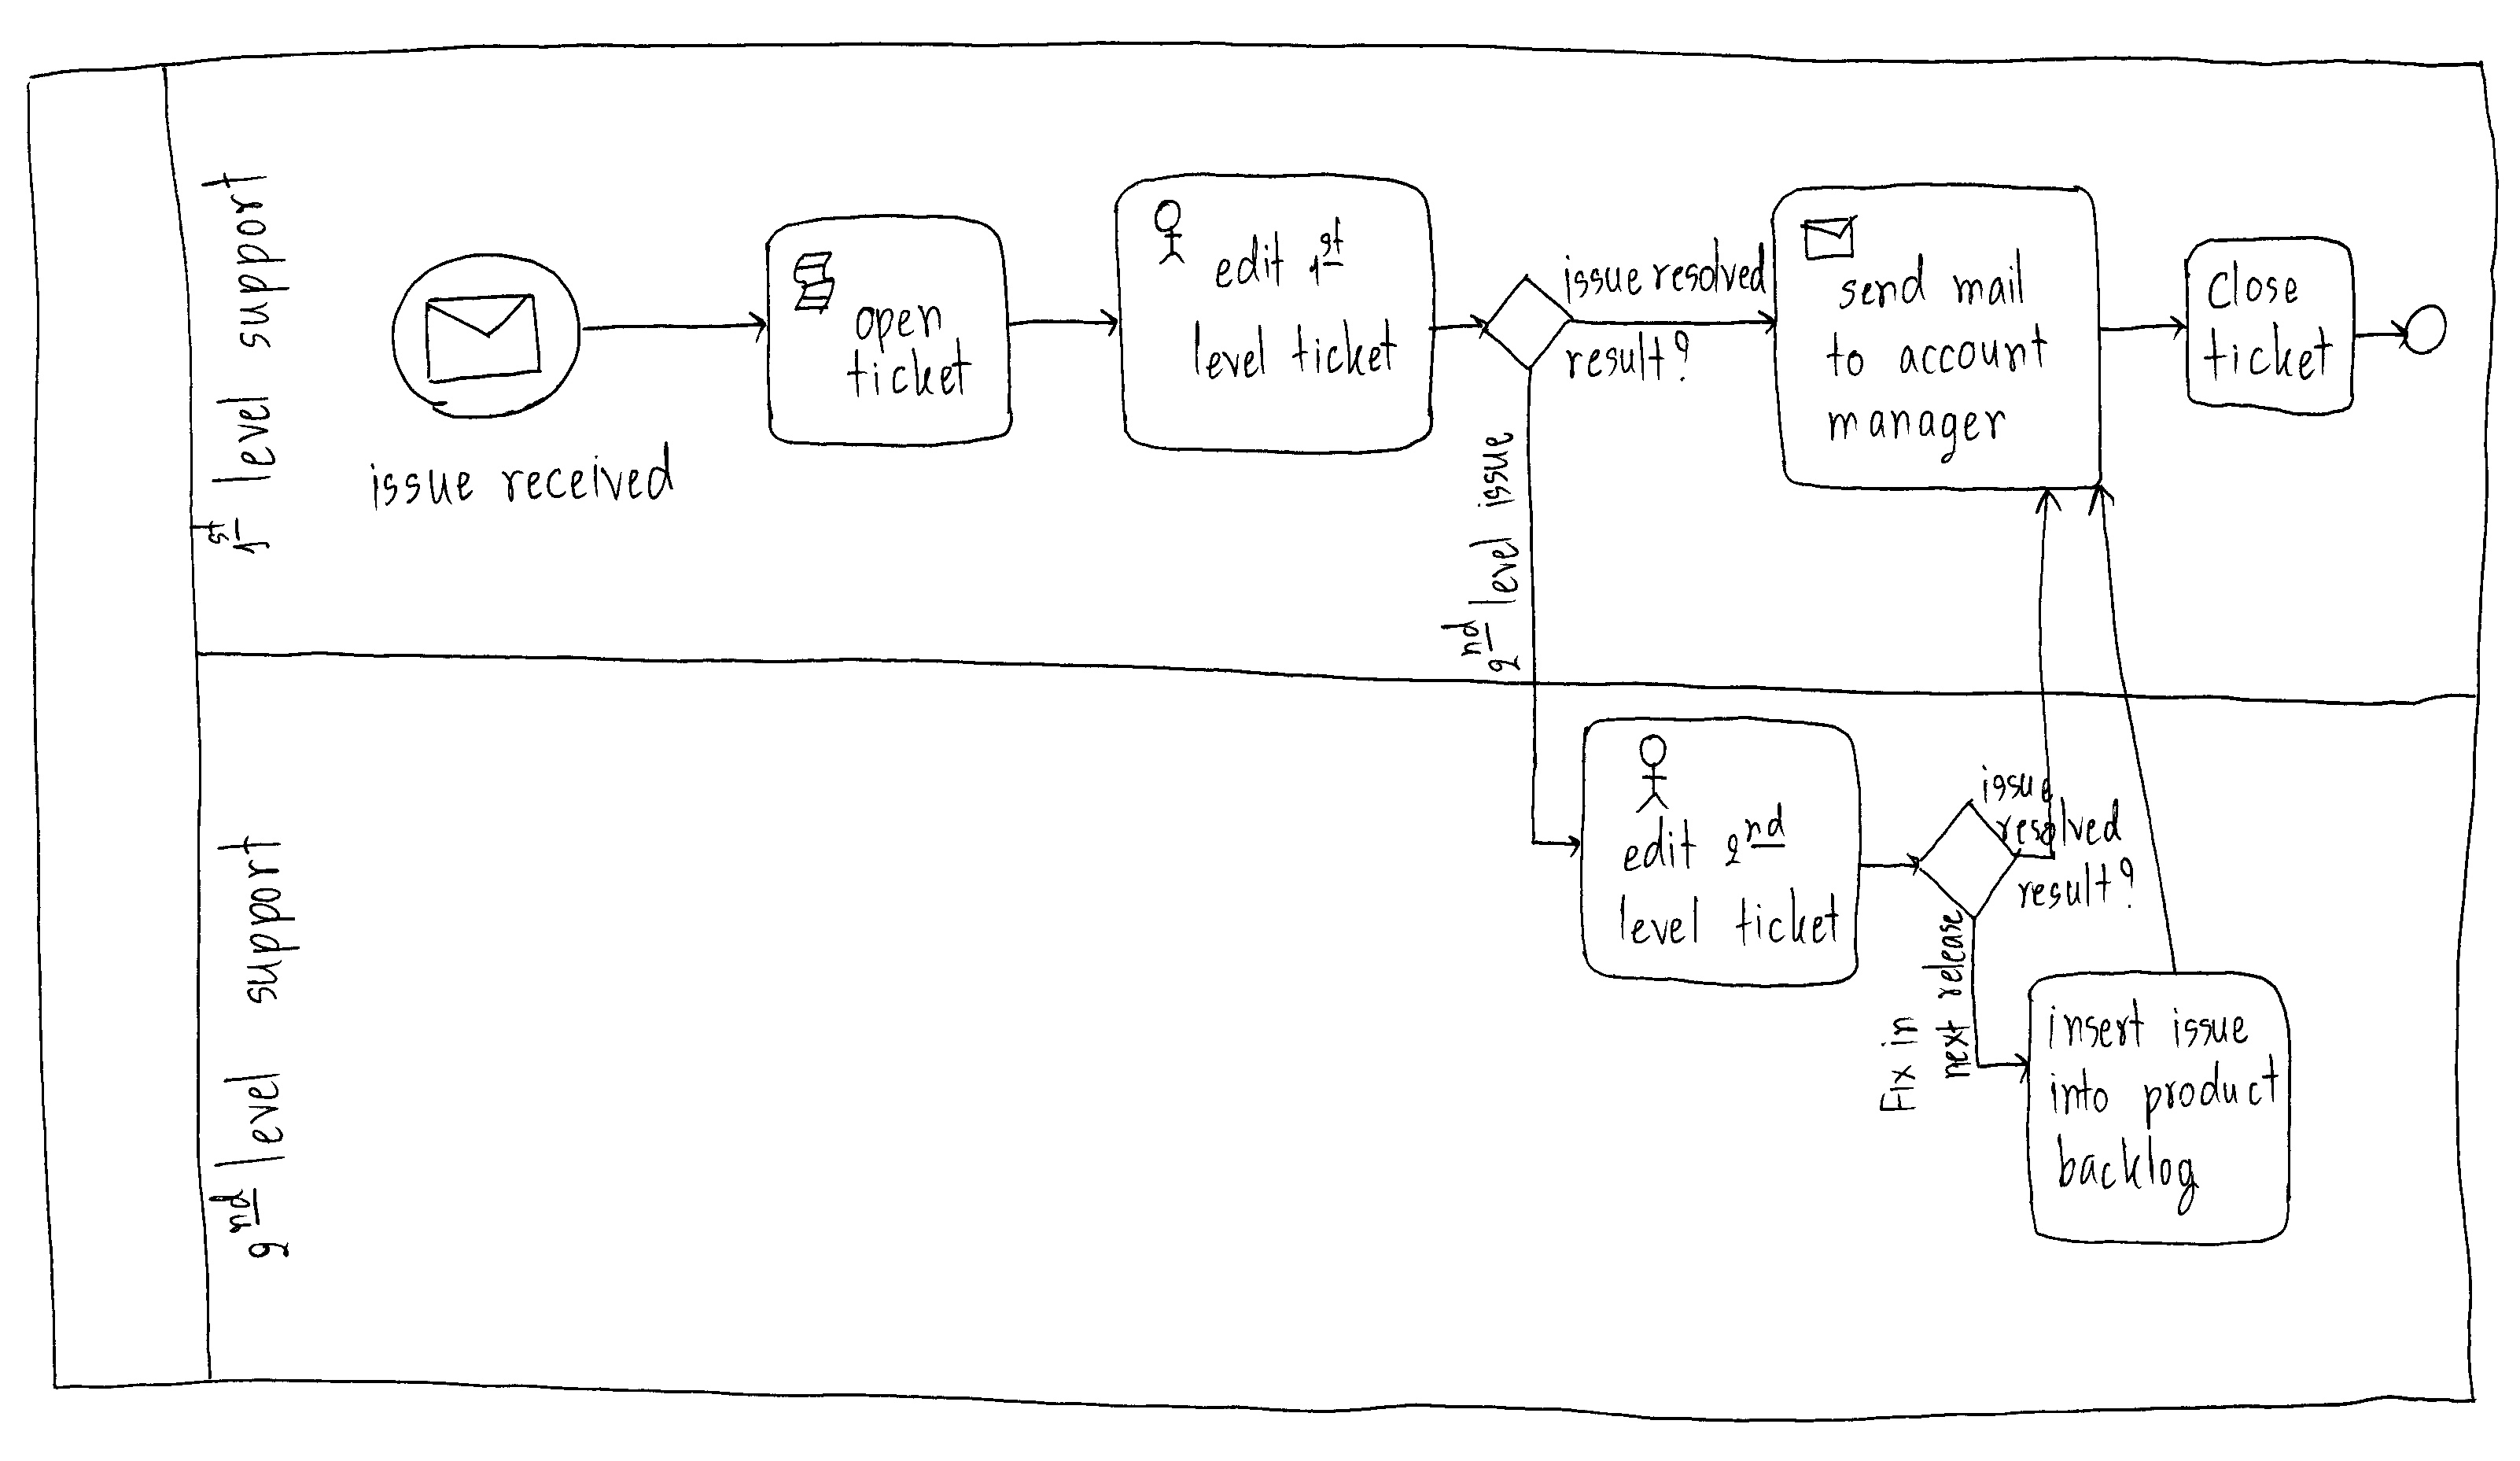 1st level support
issue received
open
ticket
edit 1st
level ticket
issue resolved
result?
2nd level issue
send mail
to account
manager
close
ticket
2nd level support
edit 2nd
level ticket
issue
resolved
result?
Fix in
next release
insert issue
into product
backlog